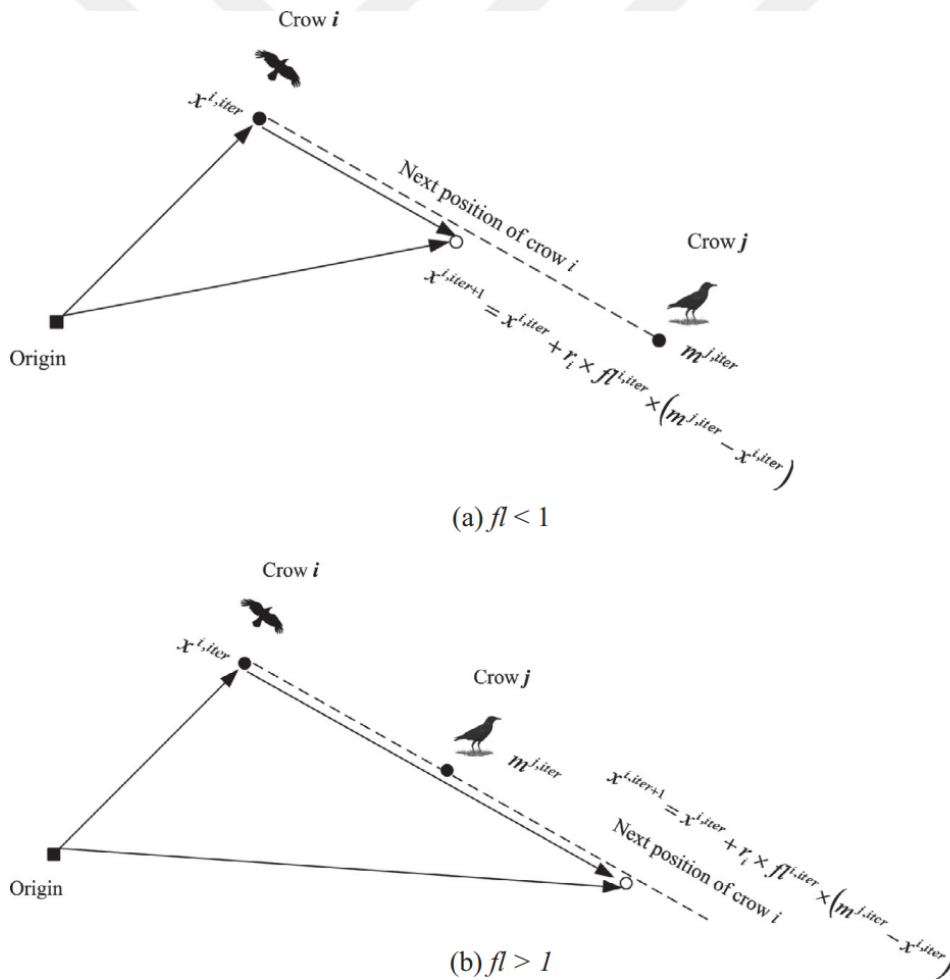 Crow i
x^{i,iter}
Next position of crow i
Crow j
m^{j,iter}
x^{i,iter+1} = x^{i,iter} + r_i × fl^{i,iter} × (m^{j,iter} - x^{i,iter})
Origin
(a) fl < 1
Crow i
x^{i,iter}
Crow j
m^{j,iter}
x^{i,iter+1} = x^{i,iter} + r_i × fl^{i,iter} × (m^{j,iter} - x^{i,iter})
Next position of crow i
Origin
(b) fl > 1